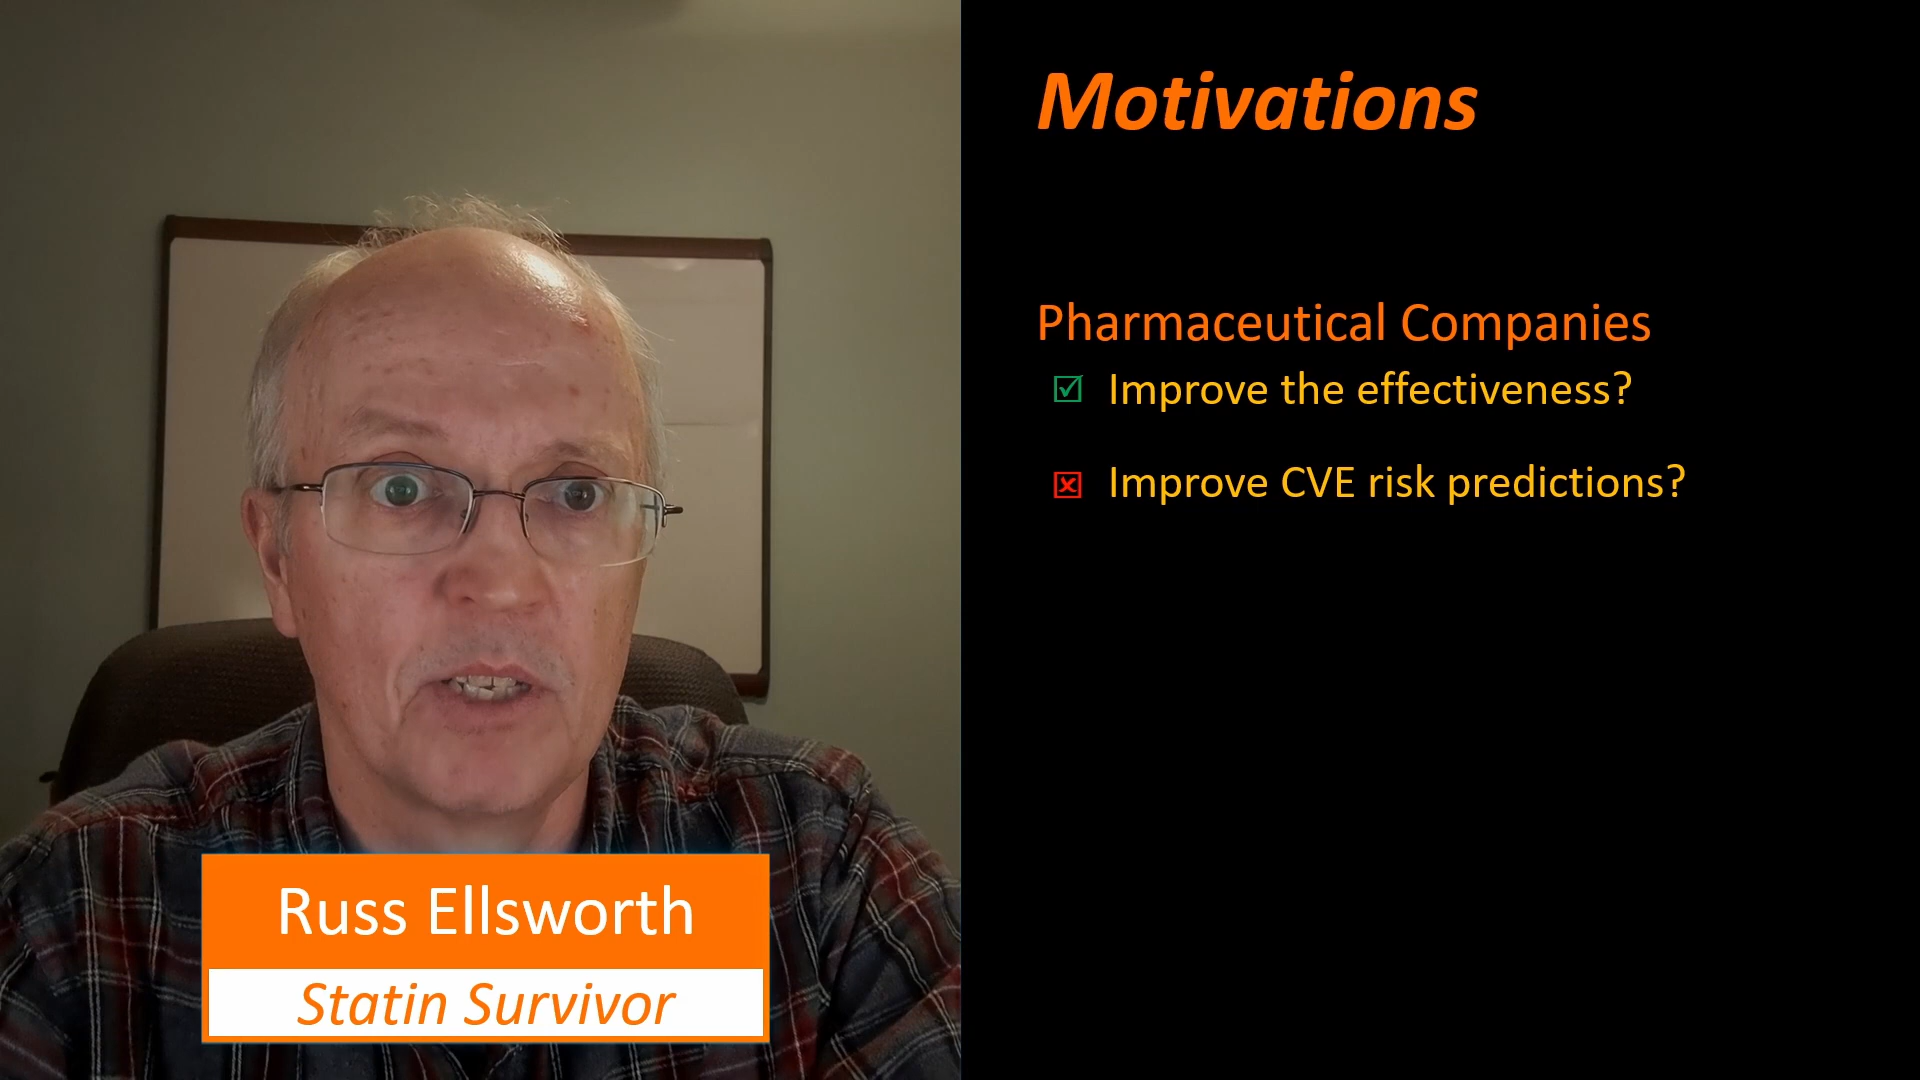 Motivations
Pharmaceutical Companies
Improve the effectiveness?
Improve CVE risk predictions?
Russ Ellsworth
Statin Survivor